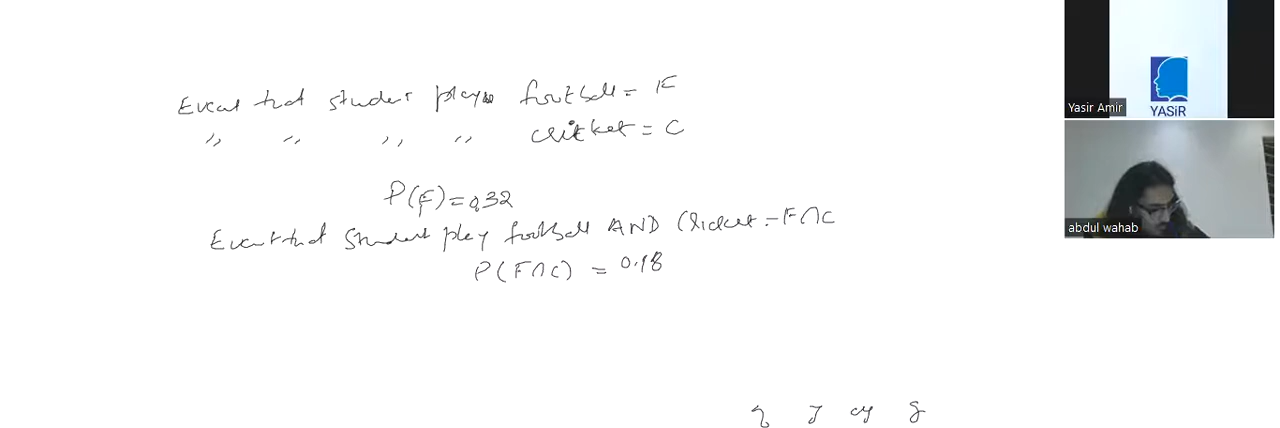 Event that student plays football = F
,, ,, ,, ,, cricket = C
P(F) = 0.32
Event that student play football AND Cricket = F∩C
P(F∩C) = 0.18
Yasir Amir
YASiR
abdul wahab